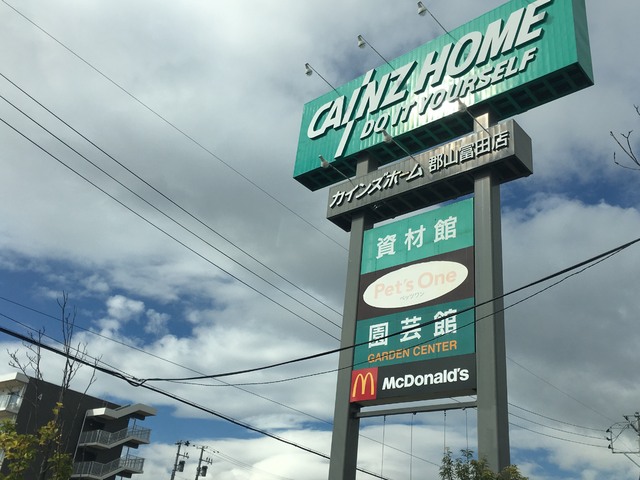 CAINZ HOME
DO IT YOURSELF
カインズホーム 郡山富田店
資材館
Pet's One
ペッツワン
園芸館
GARDEN CENTER
McDonald's